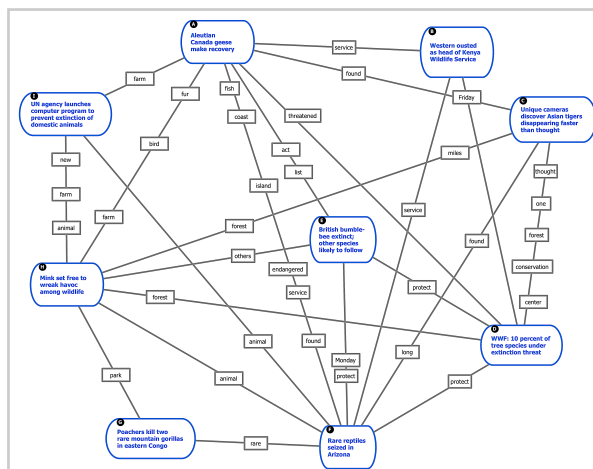 A
Aleutian
Canada geese
make recovery
B
Western ousted
as head of Kenya
Wildlife Service
service
found
farm
fish
fur
I
UN agency launches
computer program to
prevent extinction of
domestic animals
Friday
C
Unique cameras
discover Asian tigers
disappearing faster
than thought
coast
threatened
bird
act
miles
new
list
thought
island
farm
one
farm
service
E
British bumble-
bee extinct;
other species
likely to follow
forest
animal
others
found
forest
endangered
conservation
H
Mink set free to
wreak havoc
among wildlife
service
protect
forest
center
D
WWF: 10 percent of
tree species under
extinction threat
animal
found
long
Monday
park
animal
protect
protect
G
Poachers kill two
rare mountain gorillas
in eastern Congo
rare
F
Rare reptiles
seized in
Arizona